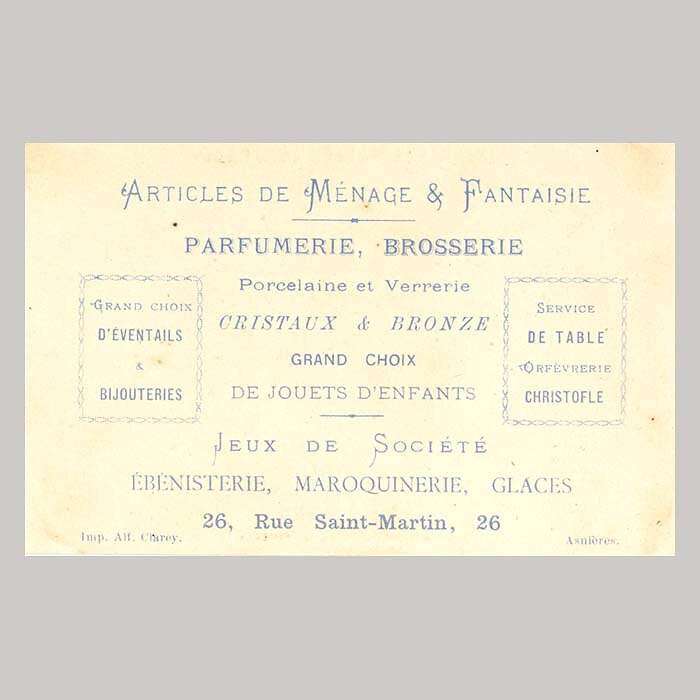 ARTICLES DE MÉNAGE & FANTAISIE
PARFUMERIE, BROSSERIE
Porcelaine et Verrerie
CRISTAUX & BRONZE
GRAND CHOIX
DE JOUETS D'ENFANTS
GRAND CHOIX
D'ÉVENTAILS
&
BIJOUTERIES
SERVICE
DE TABLE
ORFÈVRERIE
CHRISTOFLE
JEUX DE SOCIÉTÉ
ÉBÉNISTERIE, MAROQUINERIE, GLACES
26, Rue Saint-Martin, 26
Imp. Alf. Clarey.
Asnières.